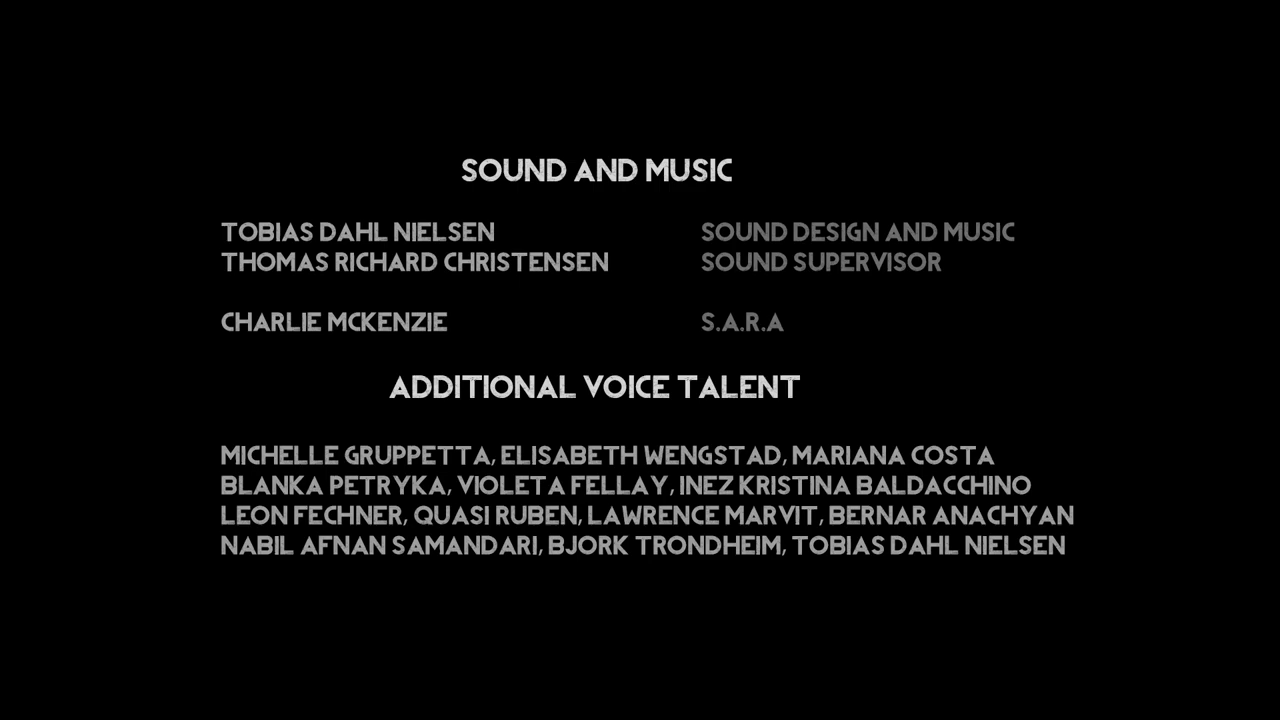 SOUND AND MUSIC
TOBIAS DAHL NIELSEN SOUND DESIGN AND MUSIC
THOMAS RICHARD CHRISTENSEN SOUND SUPERVISOR
CHARLIE MCKENZIE S.A.R.A
ADDITIONAL VOICE TALENT
MICHELLE GRUPPETTA, ELISABETH WENGSTAD, MARIANA COSTA
BLANKA PETRYKA, VIOLETA FELLAY, INEZ KRISTINA BALDACCHINO
LEON FECHNER, QUASI RUBEN, LAWRENCE MARVIT, BERNAR ANACHYAN
NABIL AFNAN SAMANDARI, BJORK TRONDHEIM, TOBIAS DAHL NIELSEN